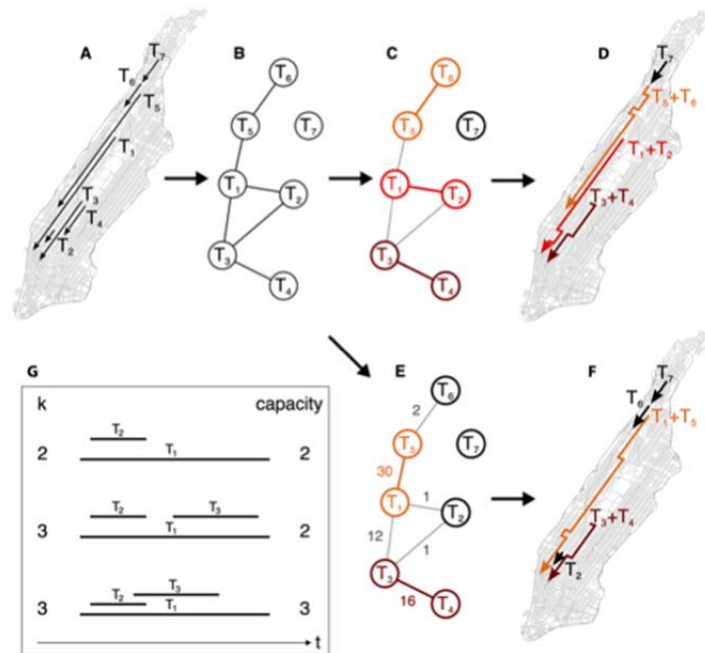 A
T7
T6
T5
T1
T3
T4
T2
B
T6
T5
T7
T1
T2
T3
T4
C
T6
T5
T7
T1
T2
T3
T4
D
T7
T5+T6
T1+T2
T3+T4
G
k
capacity
T2
2
T1
2
T2
T3
3
T1
2
T3
T2
3
T1
3
t
E
T6
2
T5
T7
30
T1
1
T2
12
1
T3
16
T4
F
T7
T6
T1+T5
T3+T4
T2